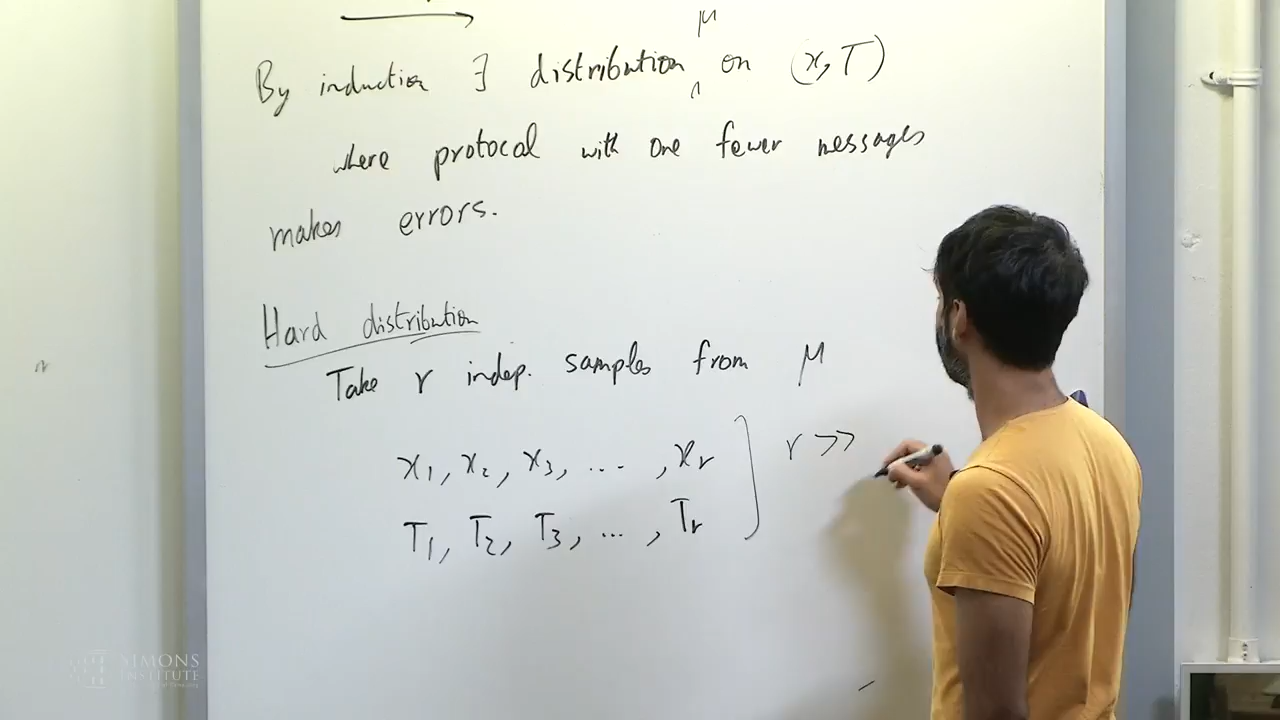 μ
By induction ∃ distribution ^ on (x, T)
where protocal with one fewer messages
makes errors.
Hard distribution
Take r indep. samples from μ
x₁, x₂, x₃, .... , xᵣ
r >>
T₁, T₂, T₃, ... , Tᵣ
SIMONS
INSTITUTE